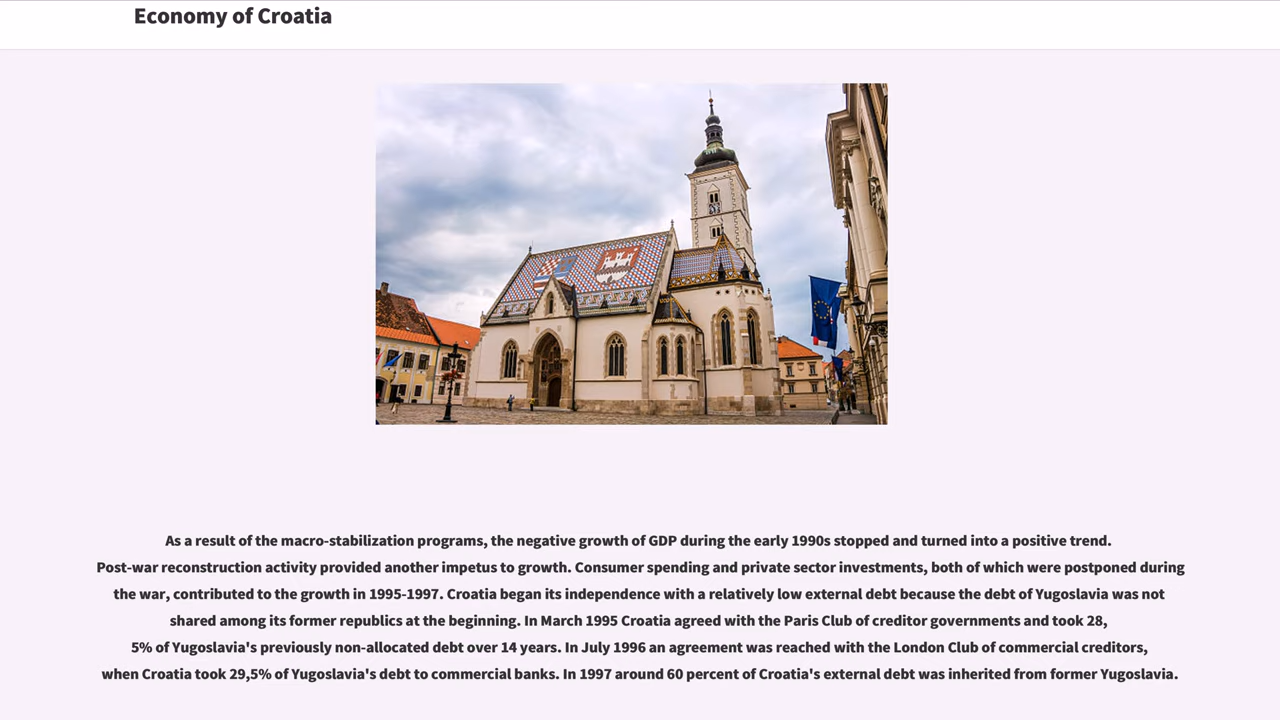 Economy of Croatia
As a result of the macro-stabilization programs, the negative growth of GDP during the early 1990s stopped and turned into a positive trend.
Post-war reconstruction activity provided another impetus to growth. Consumer spending and private sector investments, both of which were postponed during
the war, contributed to the growth in 1995-1997. Croatia began its independence with a relatively low external debt because the debt of Yugoslavia was not
shared among its former republics at the beginning. In March 1995 Croatia agreed with the Paris Club of creditor governments and took 28,
5% of Yugoslavia's previously non-allocated debt over 14 years. In July 1996 an agreement was reached with the London Club of commercial creditors,
when Croatia took 29,5% of Yugoslavia's debt to commercial banks. In 1997 around 60 percent of Croatia's external debt was inherited from former Yugoslavia.